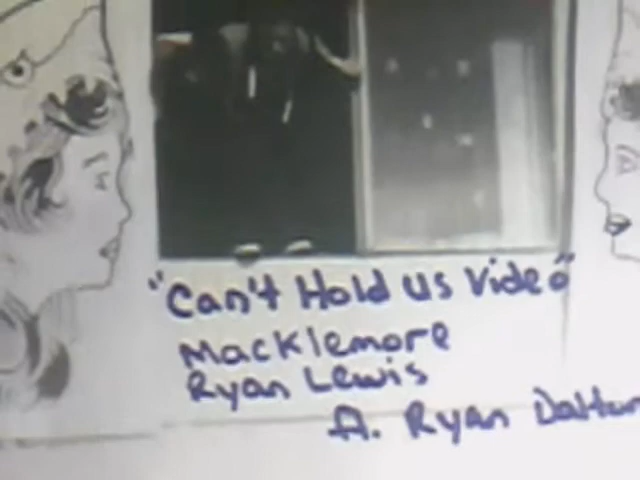 "Can't Hold us Video"
Macklemore
Ryan Lewis
A. Ryan Dalton